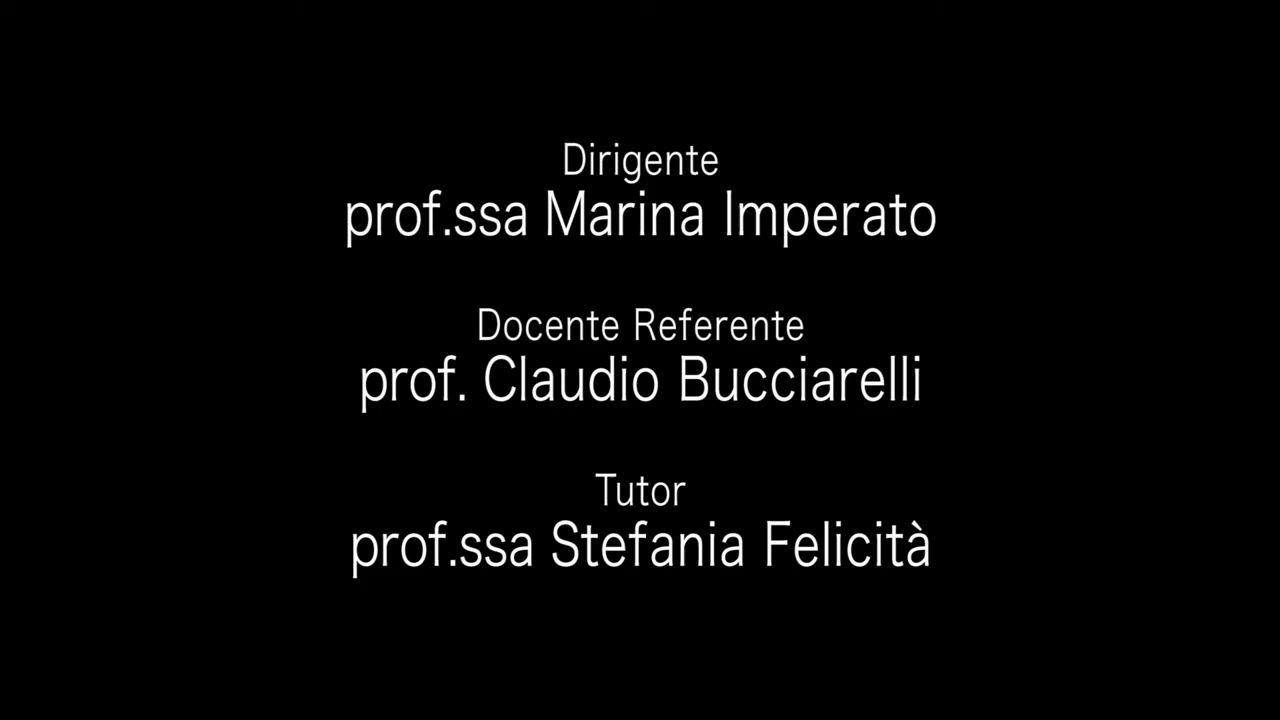 Dirigente
prof.ssa Marina Imperato
Docente Referente
prof. Claudio Bucciarelli
Tutor
prof.ssa Stefania Felicità